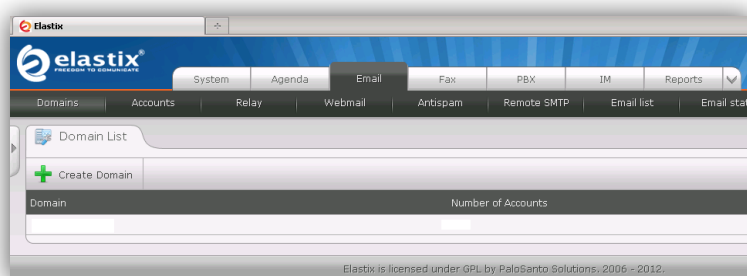 Elastix
elastix®
FREEDOM TO COMMUNICATE
System Agenda Email Fax PBX IM Reports
Domains Accounts Relay Webmail Antispam Remote SMTP Email list Email stat
Domain List
Create Domain
Domain Number of Accounts
Elastix is licensed under GPL by PaloSanto Solutions. 2006 - 2012.